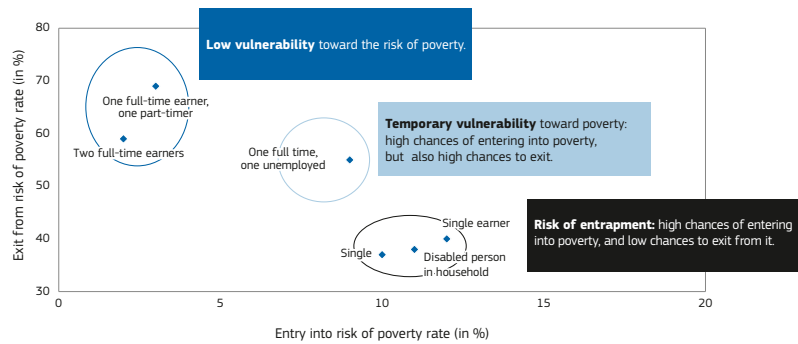 Exit from risk of poverty rate (in %)
80
70
60
50
40
30
Low vulnerability toward the risk of poverty.
One full-time earner,
one part-timer
Two full-time earners
Temporary vulnerability toward poverty:
high chances of entering into poverty,
but also high chances to exit.
One full time,
one unemployed
Risk of entrapment: high chances of entering
into poverty, and low chances to exit from it.
Single earner
Single
Disabled person
in household
0
5
10
15
20
Entry into risk of poverty rate (in %)